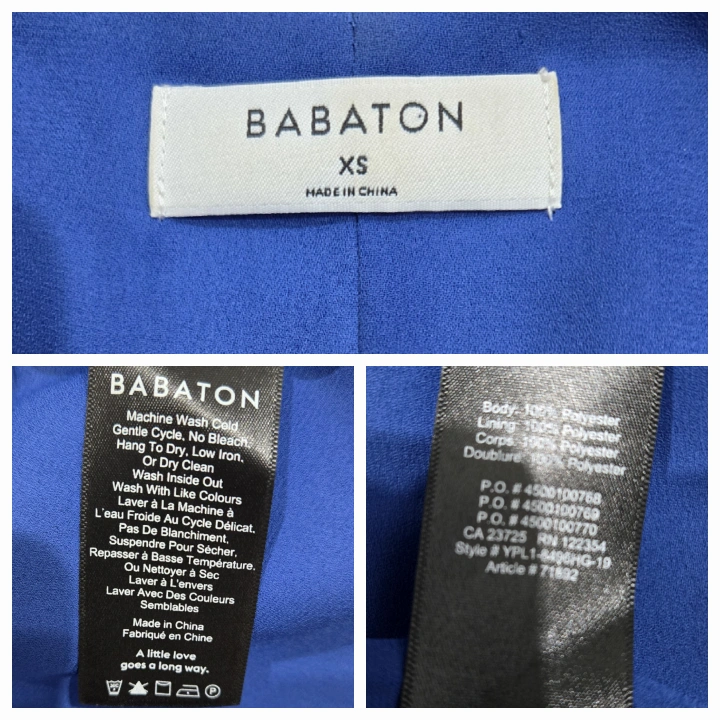 BABATON
XS
MADE IN CHINA
BABATON
Machine Wash Cold
Gentle Cycle, No Bleach,
Hang To Dry, Low Iron,
Or Dry Clean
Wash Inside Out
Wash With Like Colours
Laver à La Machine à
L'eau Froide Au Cycle Délicat,
Pas De Blanchiment,
Suspendre Pour Sécher,
Repasser à Basse Température,
Ou Nettoyer à Sec
Laver à L'envers
Laver Avec Des Couleurs
Semblables
Made in China
Fabriqué en Chine
A little love
goes a long way.
Body: 100% Polyester
Lining: 100% Polyester
Corps: 100% Polyester
Doublure: 100% Polyester
P.O. # 4500100768
P.O. # 4500100769
P.O. # 4500100770
CA 23725 RN 122354
Style #
Article #